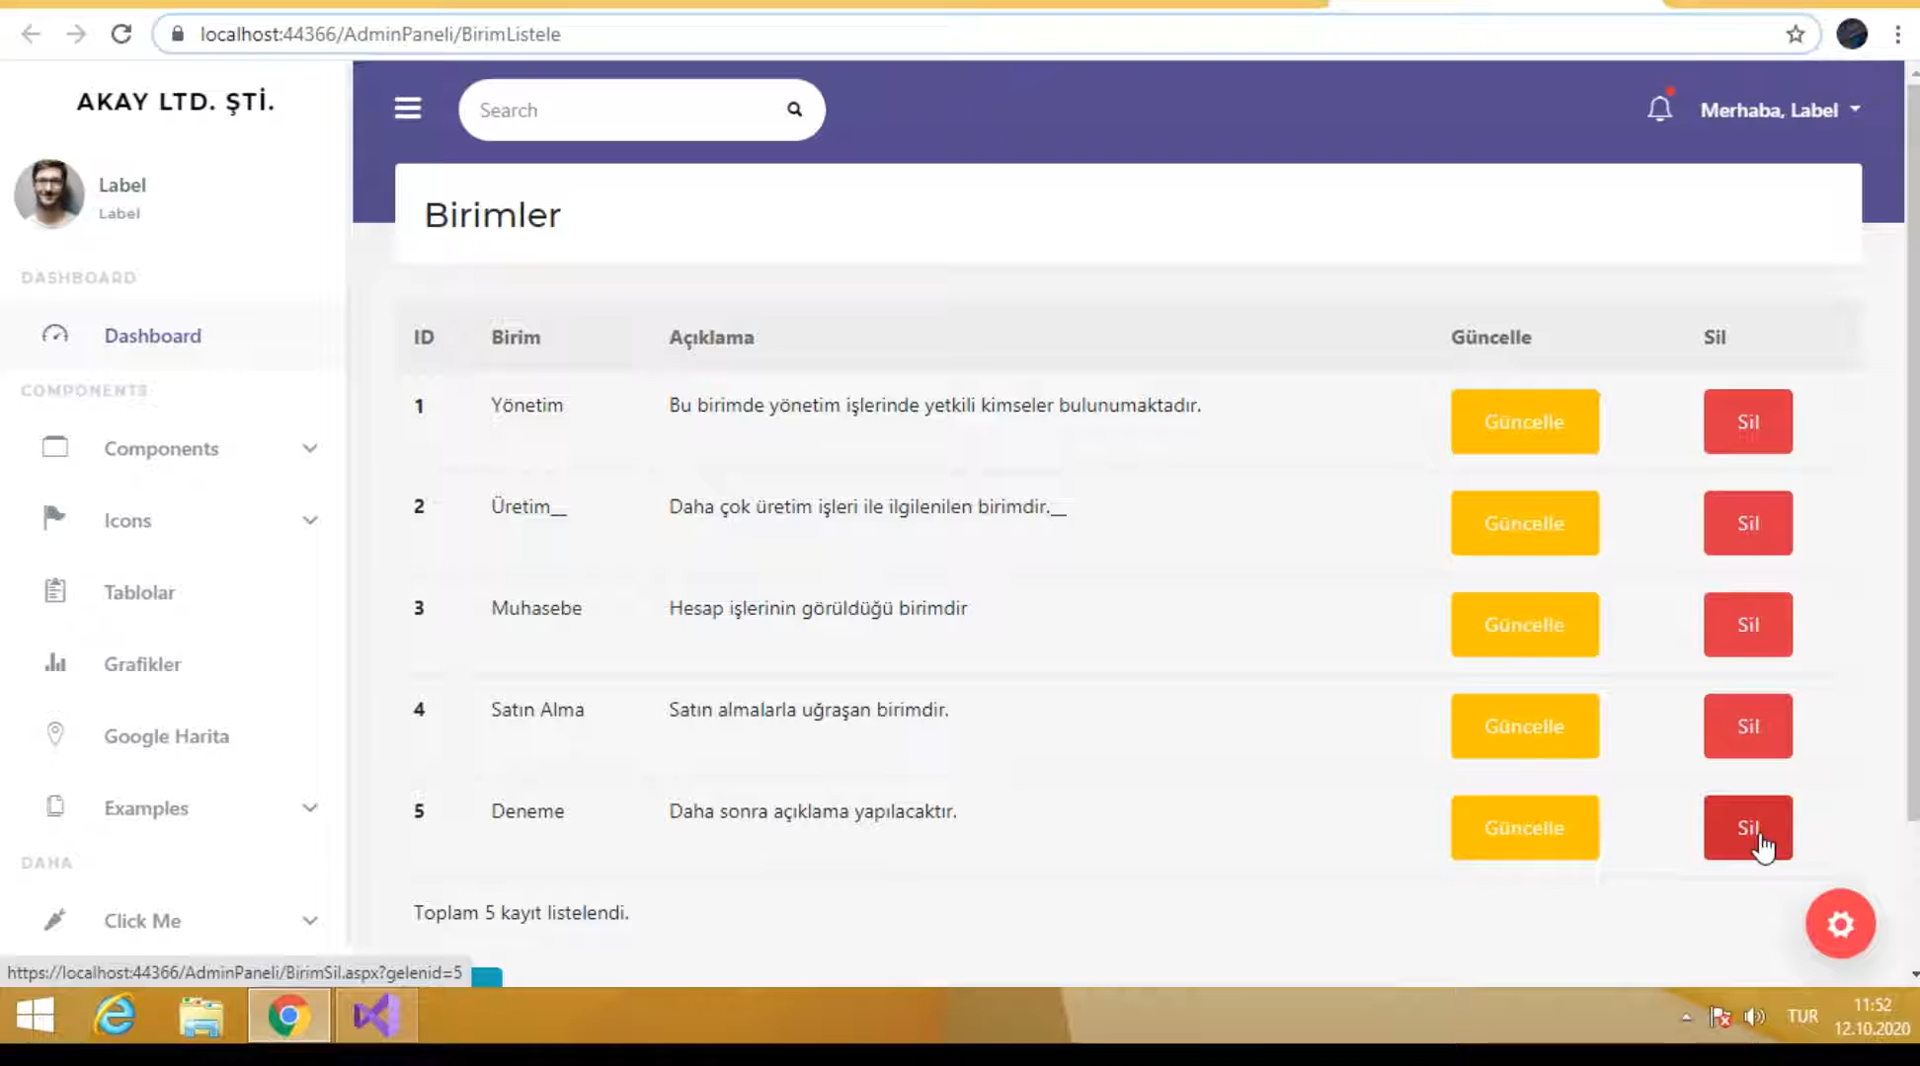 localhost:44366/AdminPaneli/BirimListele
AKAY LTD. ŞTİ.
Search
Merhaba, Label
Label
Label
Birimler
DASHBOARD
Dashboard
COMPONENTS
Components
Icons
Tablolar
Grafikler
Google Harita
Examples
DAHA
Click Me
ID Birim Açıklama Güncelle Sil
1 Yönetim Bu birimde yönetim işlerinde yetkili kimseler bulunumaktadır. Güncelle Sil
2 Üretim__ Daha çok üretim işleri ile ilgilenilen birimdir.__ Güncelle Sil
3 Muhasebe Hesap işlerinin görüldüğü birimdir Güncelle Sil
4 Satın Alma Satın almalarla uğraşan birimdir. Güncelle Sil
5 Deneme Daha sonra açıklama yapılacaktır. Güncelle Sil
Toplam 5 kayıt listelendi.
https://localhost:44366/AdminPaneli/BirimSil.aspx?gelenid=5
TUR
11:52
12.10.2020